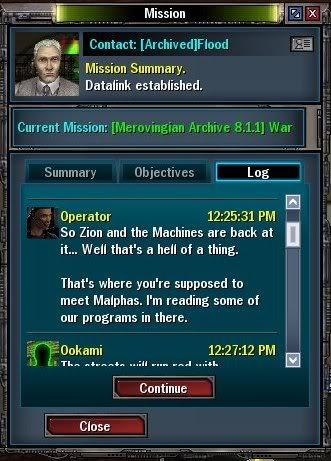 Mission
Contact: [Archived]Flood
Mission Summary.
Datalink established.
Current Mission: [Merovingian Archive 8.1.1] War
Summary Objectives Log
Operator 12:25:31 PM
So Zion and the Machines are back at
it... Well that's a hell of a thing.
That's where you're supposed to
meet Malphas. I'm reading some of
our programs in there.
Ookami 12:27:12 PM
The streets will run red with
Continue
Close